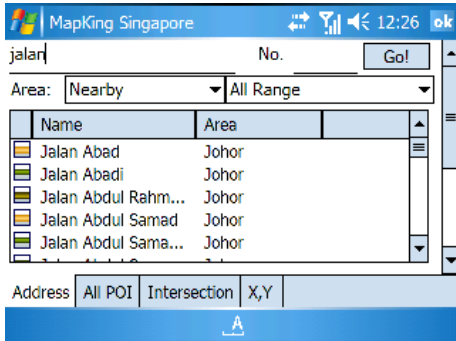 MapKing Singapore 12:26 ok
jalan No. Go!
Area: Nearby All Range
Name Area
Jalan Abad Johor
Jalan Abadi Johor
Jalan Abdul Rahm... Johor
Jalan Abdul Samad Johor
Jalan Abdul Sama... Johor
Address All POI Intersection X,Y
A